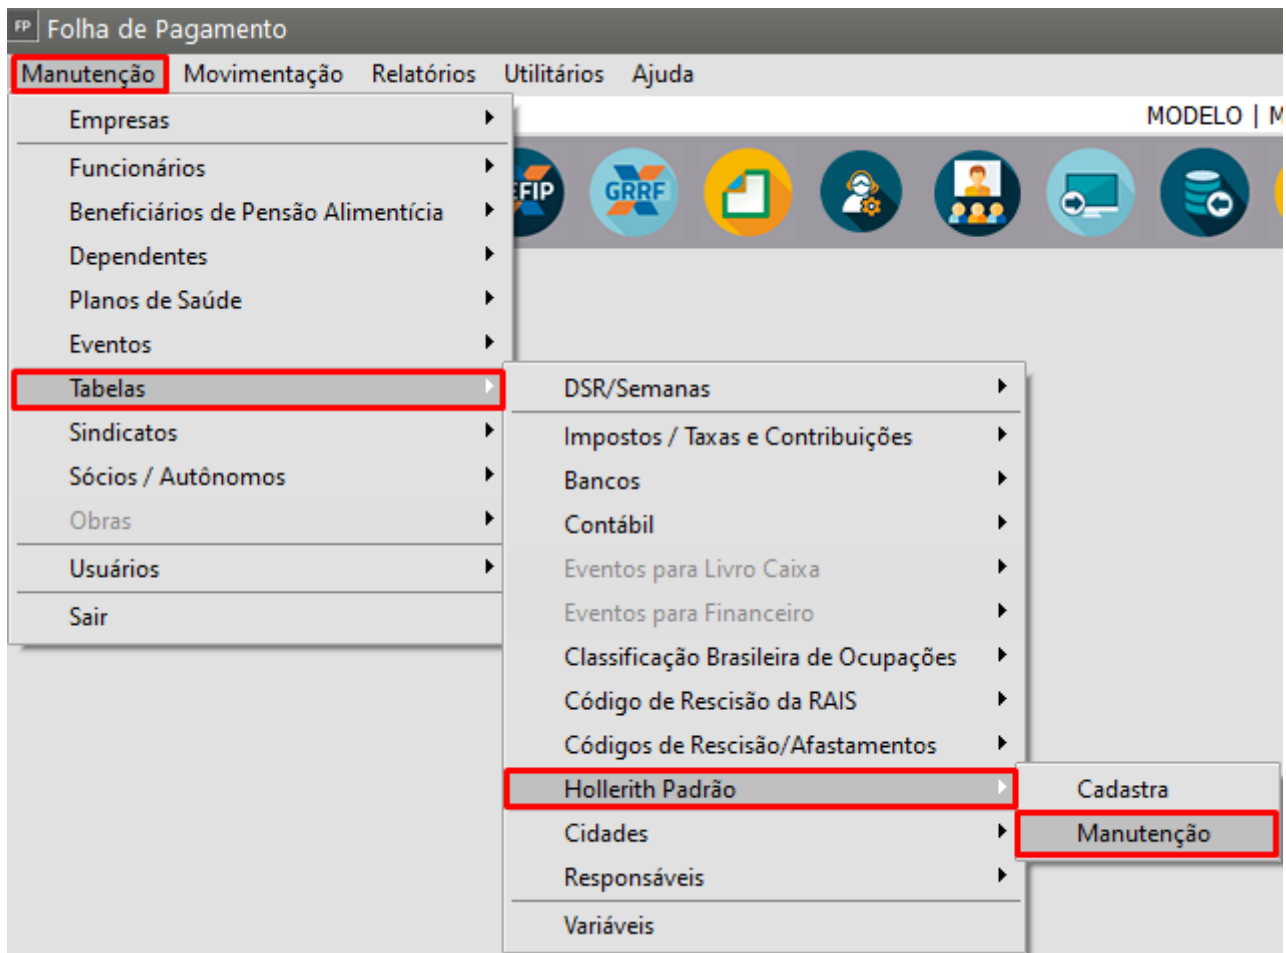 FP Folha de Pagamento
Manutenção Movimentação Relatórios Utilitários Ajuda
MODELO |
Empresas
Funcionários
Beneficiários de Pensão Alimentícia
Dependentes
Planos de Saúde
Eventos
Tabelas
Sindicatos
Sócios / Autônomos
Obras
Usuários
Sair
GRRF
DSR/Semanas
Impostos / Taxas e Contribuições
Bancos
Contábil
Eventos para Livro Caixa
Eventos para Financeiro
Classificação Brasileira de Ocupações
Código de Rescisão da RAIS
Códigos de Rescisão/Afastamentos
Hollerith Padrão
Cidades
Responsáveis
Variáveis
Cadastra
Manutenção